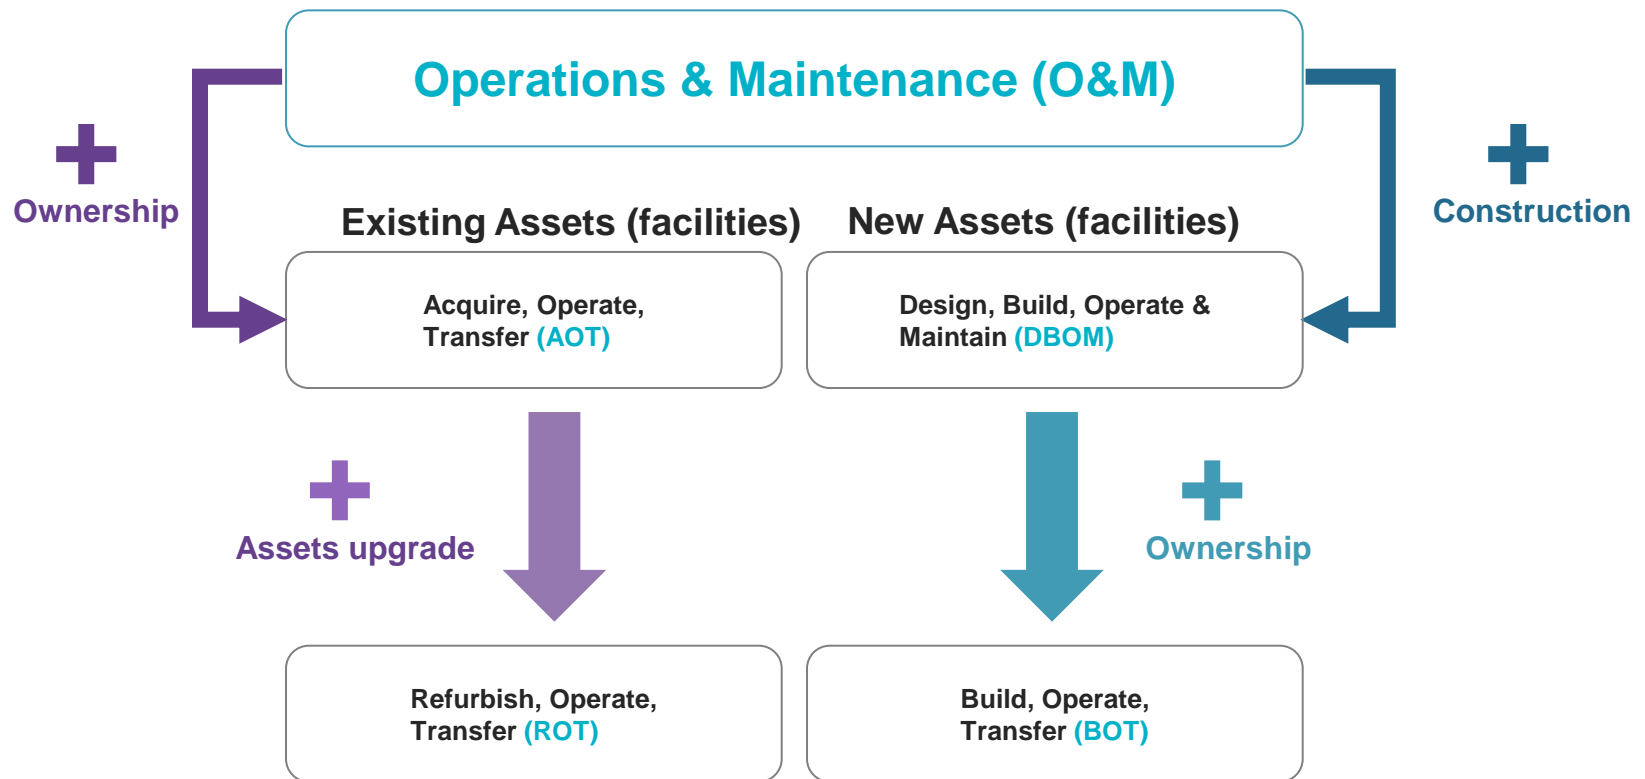 Operations & Maintenance (O&M)
Ownership
Construction
Existing Assets (facilities)
New Assets (facilities)
Acquire, Operate,
Transfer (AOT)
Design, Build, Operate &
Maintain (DBOM)
Assets upgrade
Ownership
Refurbish, Operate,
Transfer (ROT)
Build, Operate,
Transfer (BOT)